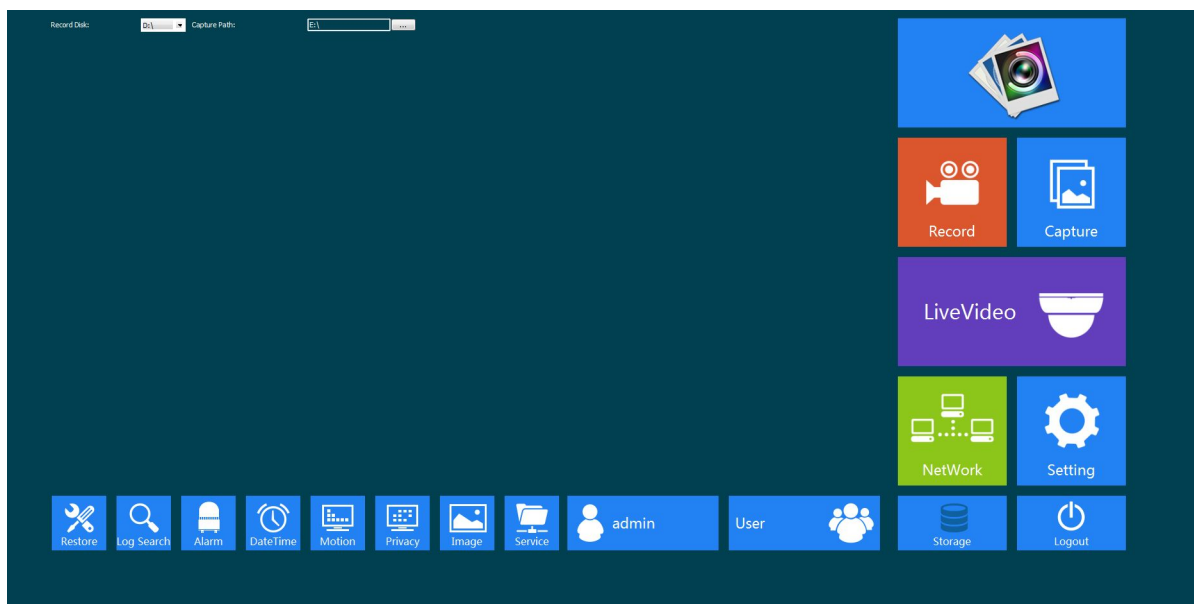 Record Disk: D:\ Capture Path: E:\ ...
Record Capture
LiveVideo
NetWork Setting
Restore Log Search Alarm DateTime Motion Privacy Image Service admin User Storage Logout